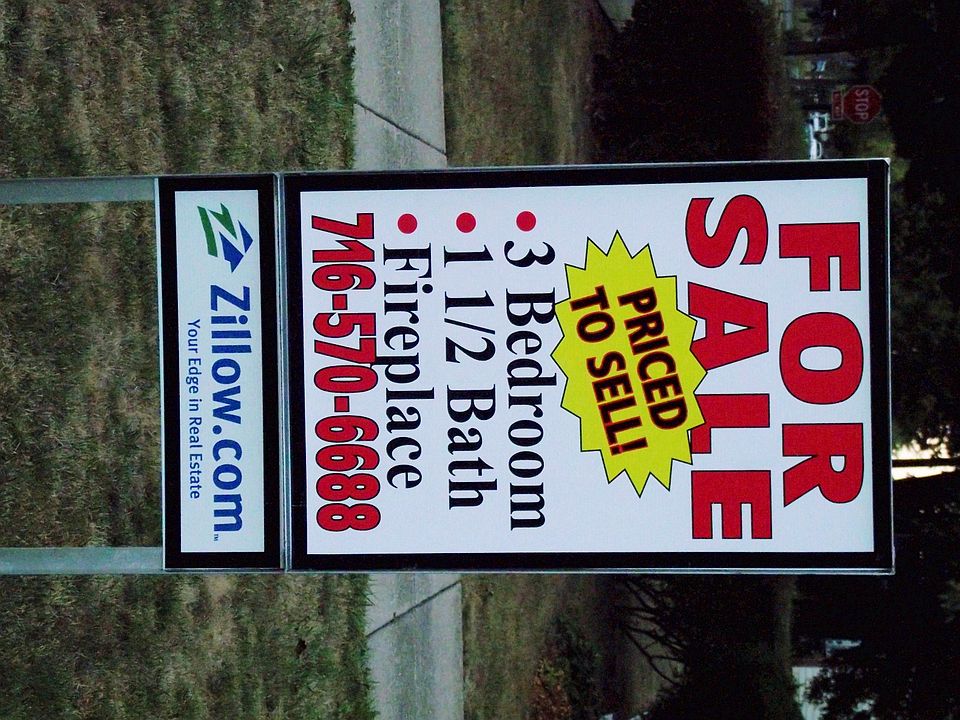 FOR
SALE
PRICED
TO SELL!
• 3 Bedroom
• 1 1/2 Bath
• Fireplace
716-570-6688
Zillow.com™
Your Edge in Real Estate
STOP